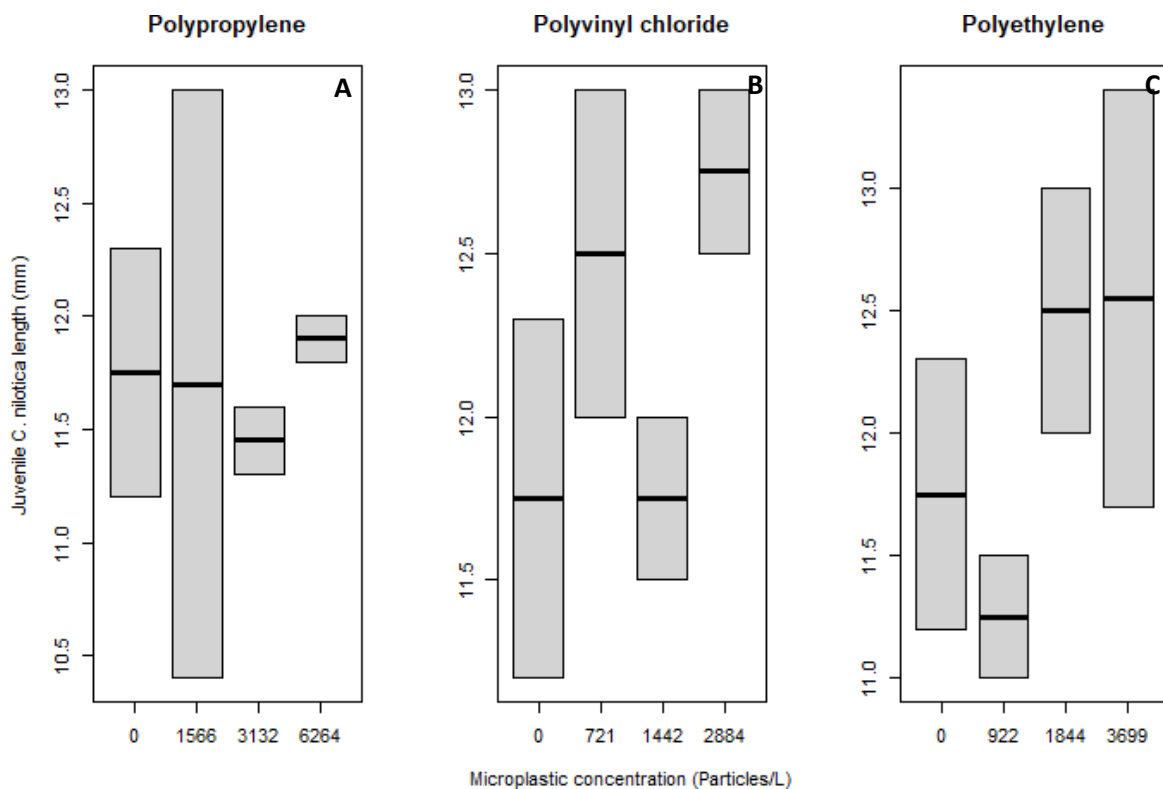 Polypropylene
Polyvinyl chloride
Polyethylene
A
B
C
Juvenile C. nilotica length (mm)
13.0
12.5
12.0
11.5
11.0
10.5
0 1566 3132 6264
13.0
12.5
12.0
11.5
0 721 1442 2884
13.0
12.5
12.0
11.5
11.0
0 922 1844 3699
Microplastic concentration (Particles/L)